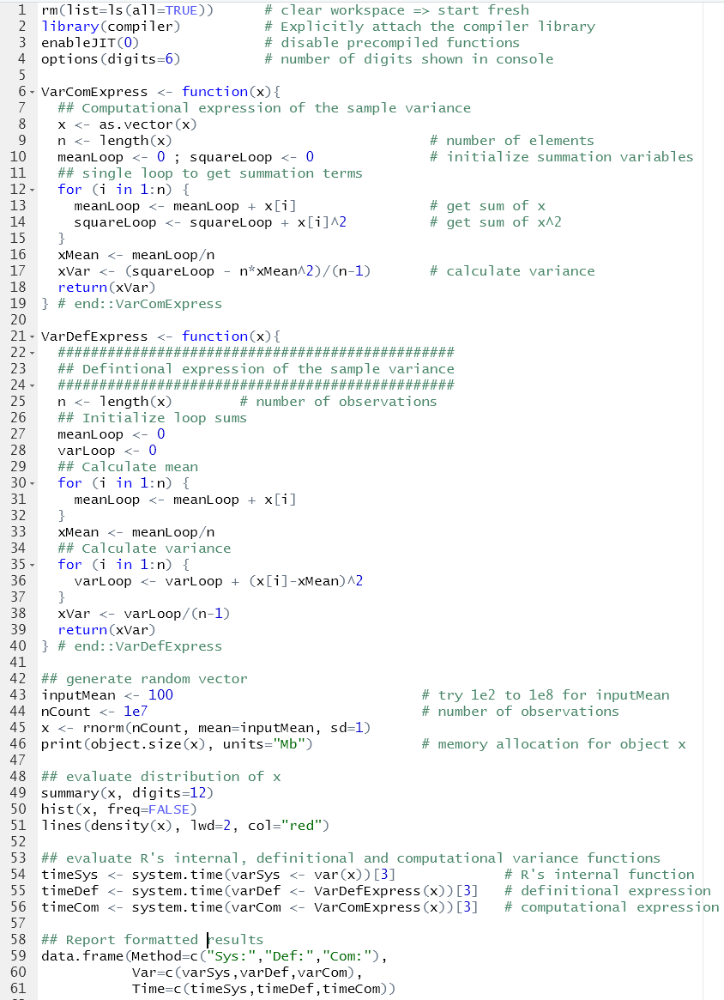 1 rm(list=ls(all=TRUE)) # clear workspace => start fresh
2 library(compiler) # Explicitly attach the compiler library
3 enableJIT(0) # disable precompiled functions
4 options(digits=6) # number of digits shown in console
5
6 VarComExpress <- function(x){
7 ## Computational expression of the sample variance
8 x <- as.vector(x)
9 n <- length(x) # number of elements
10 meanLoop <- 0 ; squareLoop <- 0 # initialize summation variables
11 ## single loop to get summation terms
12 for (i in 1:n) {
13 meanLoop <- meanLoop + x[i] # get sum of x
14 squareLoop <- squareLoop + x[i]^2 # get sum of x^2
15 }
16 xMean <- meanLoop/n
17 xVar <- (squareLoop - n*xMean^2)/(n-1) # calculate variance
18 return(xVar)
19 } # end::VarComExpress
20
21 VarDefExpress <- function(x){
22 ################################################
23 ## Defintional expression of the sample variance
24 ################################################
25 n <- length(x) # number of observations
26 ## Initialize loop sums
27 meanLoop <- 0
28 varLoop <- 0
29 ## Calculate mean
30 for (i in 1:n) {
31 meanLoop <- meanLoop + x[i]
32 }
33 xMean <- meanLoop/n
34 ## Calculate variance
35 for (i in 1:n) {
36 varLoop <- varLoop + (x[i]-xMean)^2
37 }
38 xVar <- varLoop/(n-1)
39 return(xVar)
40 } # end::VarDefExpress
41
42 ## generate random vector
43 inputMean <- 100 # try 1e2 to 1e8 for inputMean
44 nCount <- 1e7 # number of observations
45 x <- rnorm(nCount, mean=inputMean, sd=1)
46 print(object.size(x), units="Mb") # memory allocation for object x
47
48 ## evaluate distribution of x
49 summary(x, digits=12)
50 hist(x, freq=FALSE)
51 lines(density(x), lwd=2, col="red")
52
53 ## evaluate R's internal, definitional and computational variance functions
54 timeSys <- system.time(varSys <- var(x))[3] # R's internal function
55 timeDef <- system.time(varDef <- VarDefExpress(x))[3] # definitional expression
56 timeCom <- system.time(varCom <- VarComExpress(x))[3] # computational expression
57
58 ## Report formatted results
59 data.frame(Method=c("Sys:","Def:","Com:"),
60 Var=c(varSys,varDef,varCom),
61 Time=c(timeSys,timeDef,timeCom))